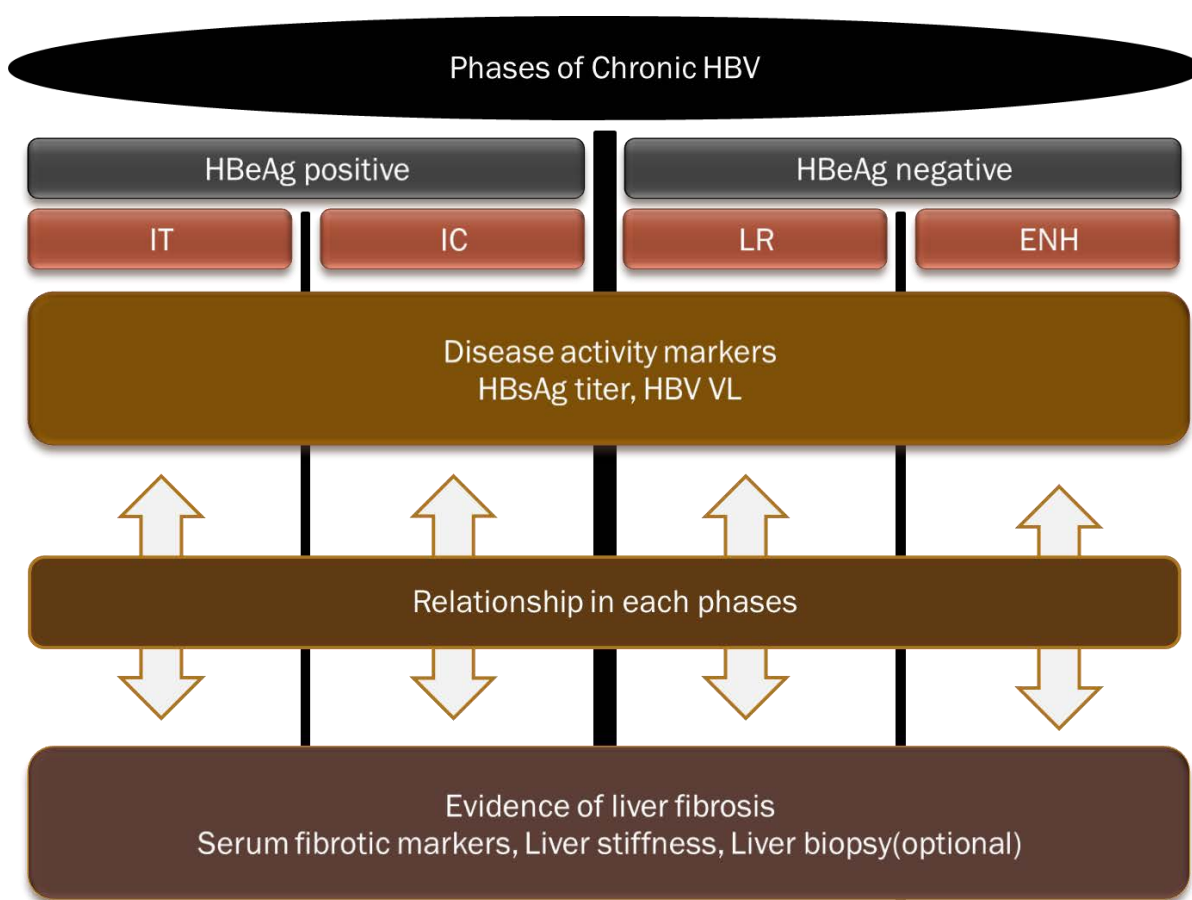 Phases of Chronic HBV
HBeAg positive
HBeAg negative
IT
IC
LR
ENH
Disease activity markers
HBsAg titer, HBV VL
Relationship in each phases
Evidence of liver fibrosis
Serum fibrotic markers, Liver stiffness, Liver biopsy(optional)